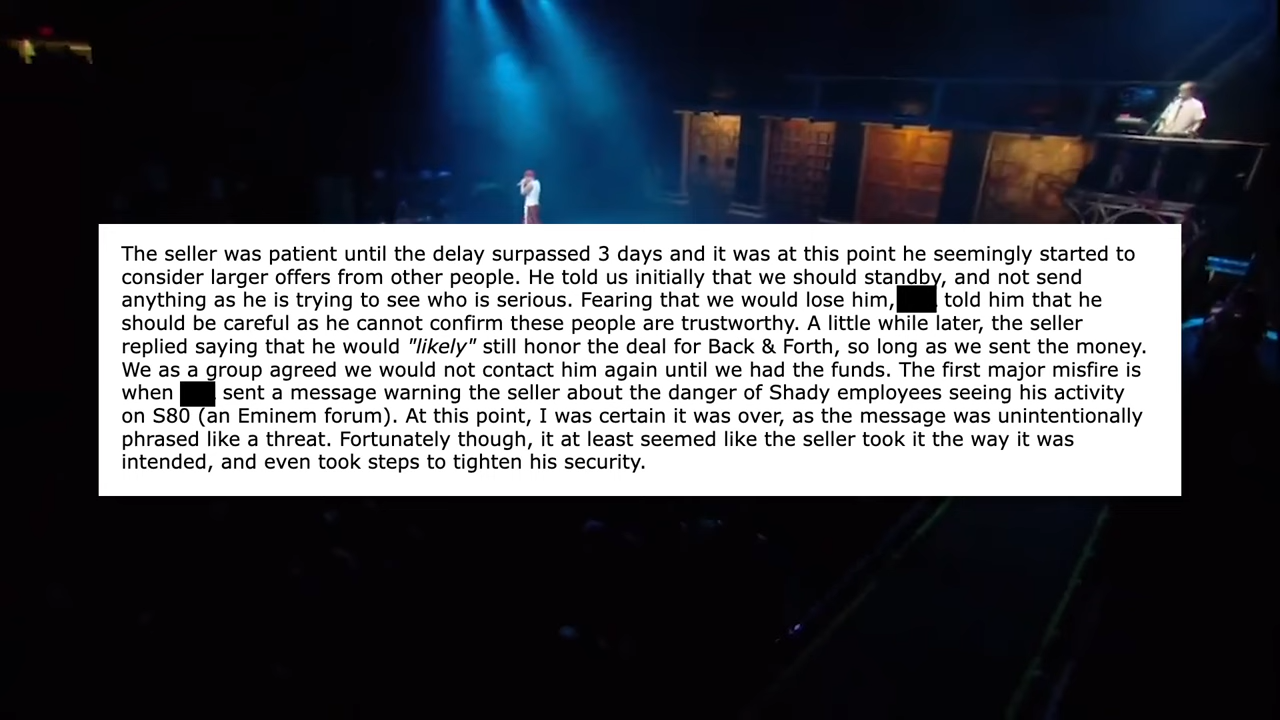 The seller was patient until the delay surpassed 3 days and it was at this point he seemingly started to
consider larger offers from other people. He told us initially that we should standby, and not send
anything as he is trying to see who is serious. Fearing that we would lose him, told him that he
should be careful as he cannot confirm these people are trustworthy. A little while later, the seller
replied saying that he would "likely" still honor the deal for Back & Forth, so long as we sent the money.
We as a group agreed we would not contact him again until we had the funds. The first major misfire is
when sent a message warning the seller about the danger of Shady employees seeing his activity
on S80 (an Eminem forum). At this point, I was certain it was over, as the message was unintentionally
phrased like a threat. Fortunately though, it at least seemed like the seller took it the way it was
intended, and even took steps to tighten his security.